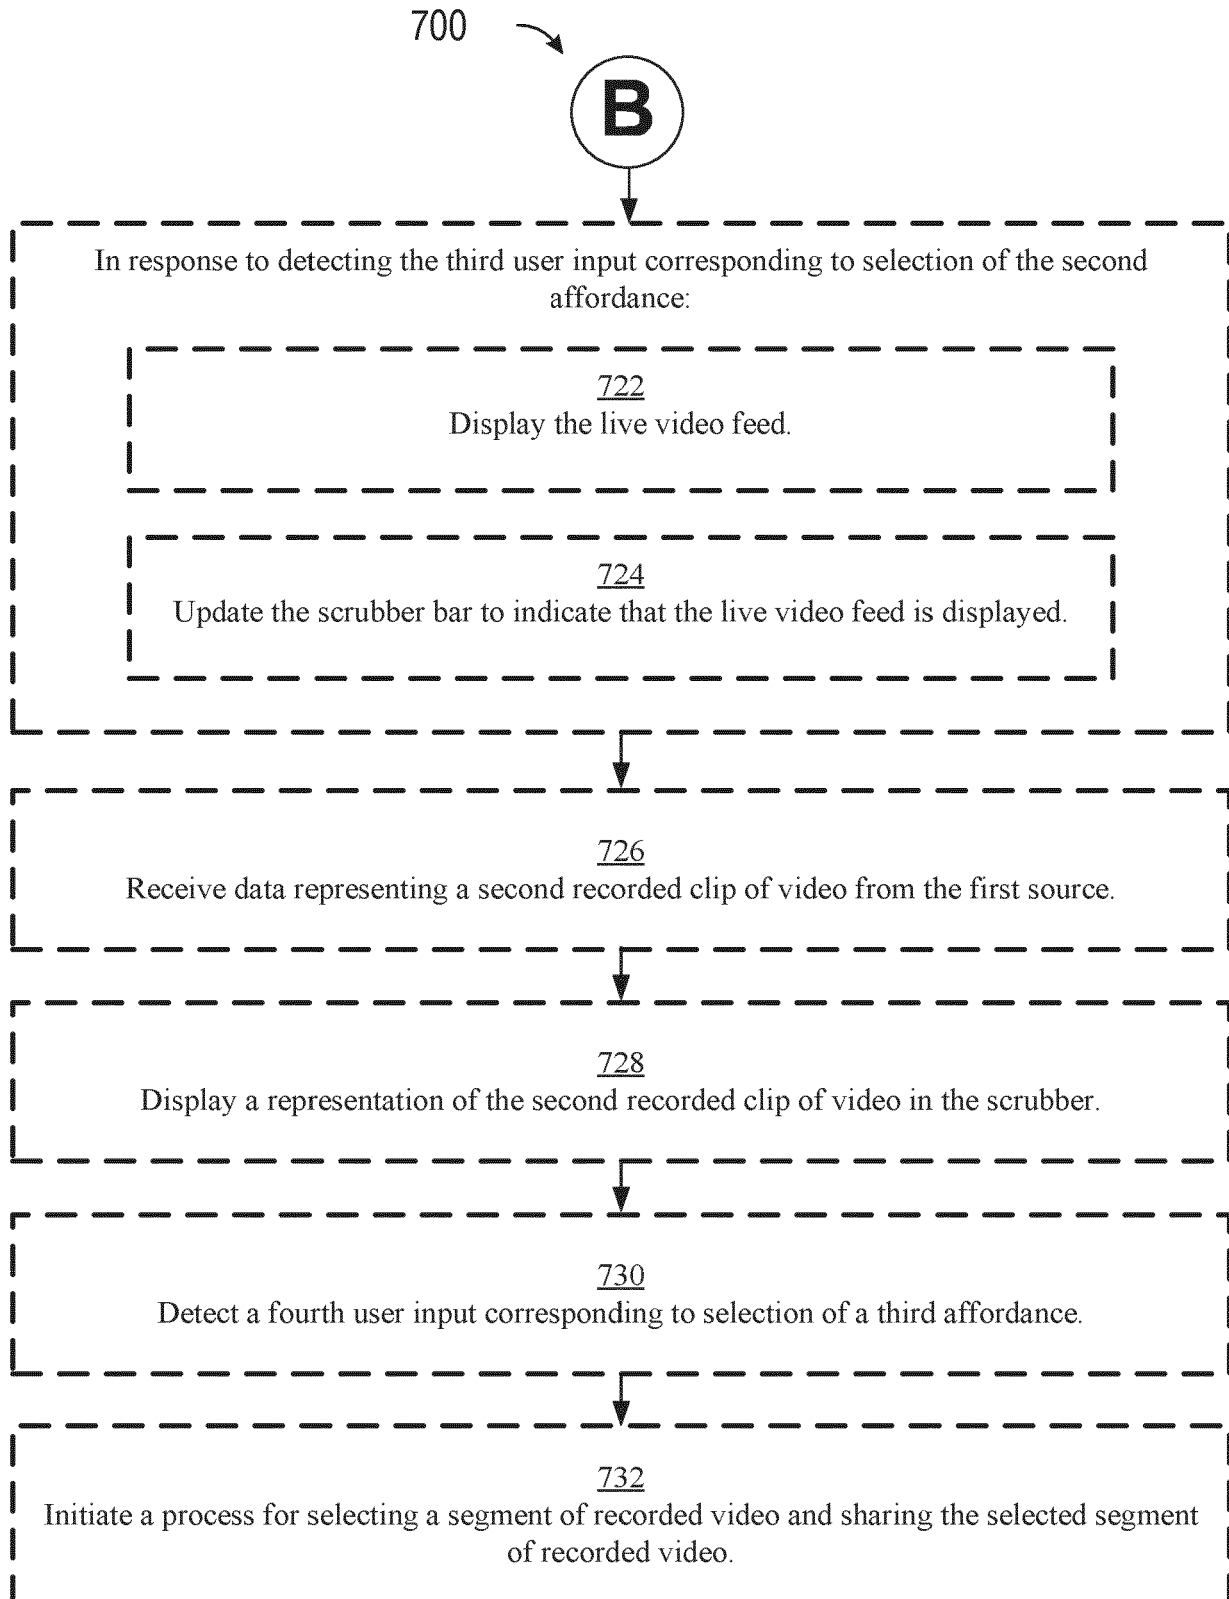 700
B
In response to detecting the third user input corresponding to selection of the second
affordance:
722
Display the live video feed.
724
Update the scrubber bar to indicate that the live video feed is displayed.
726
Receive data representing a second recorded clip of video from the first source.
728
Display a representation of the second recorded clip of video in the scrubber.
730
Detect a fourth user input corresponding to selection of a third affordance.
732
Initiate a process for selecting a segment of recorded video and sharing the selected segment
of recorded video.